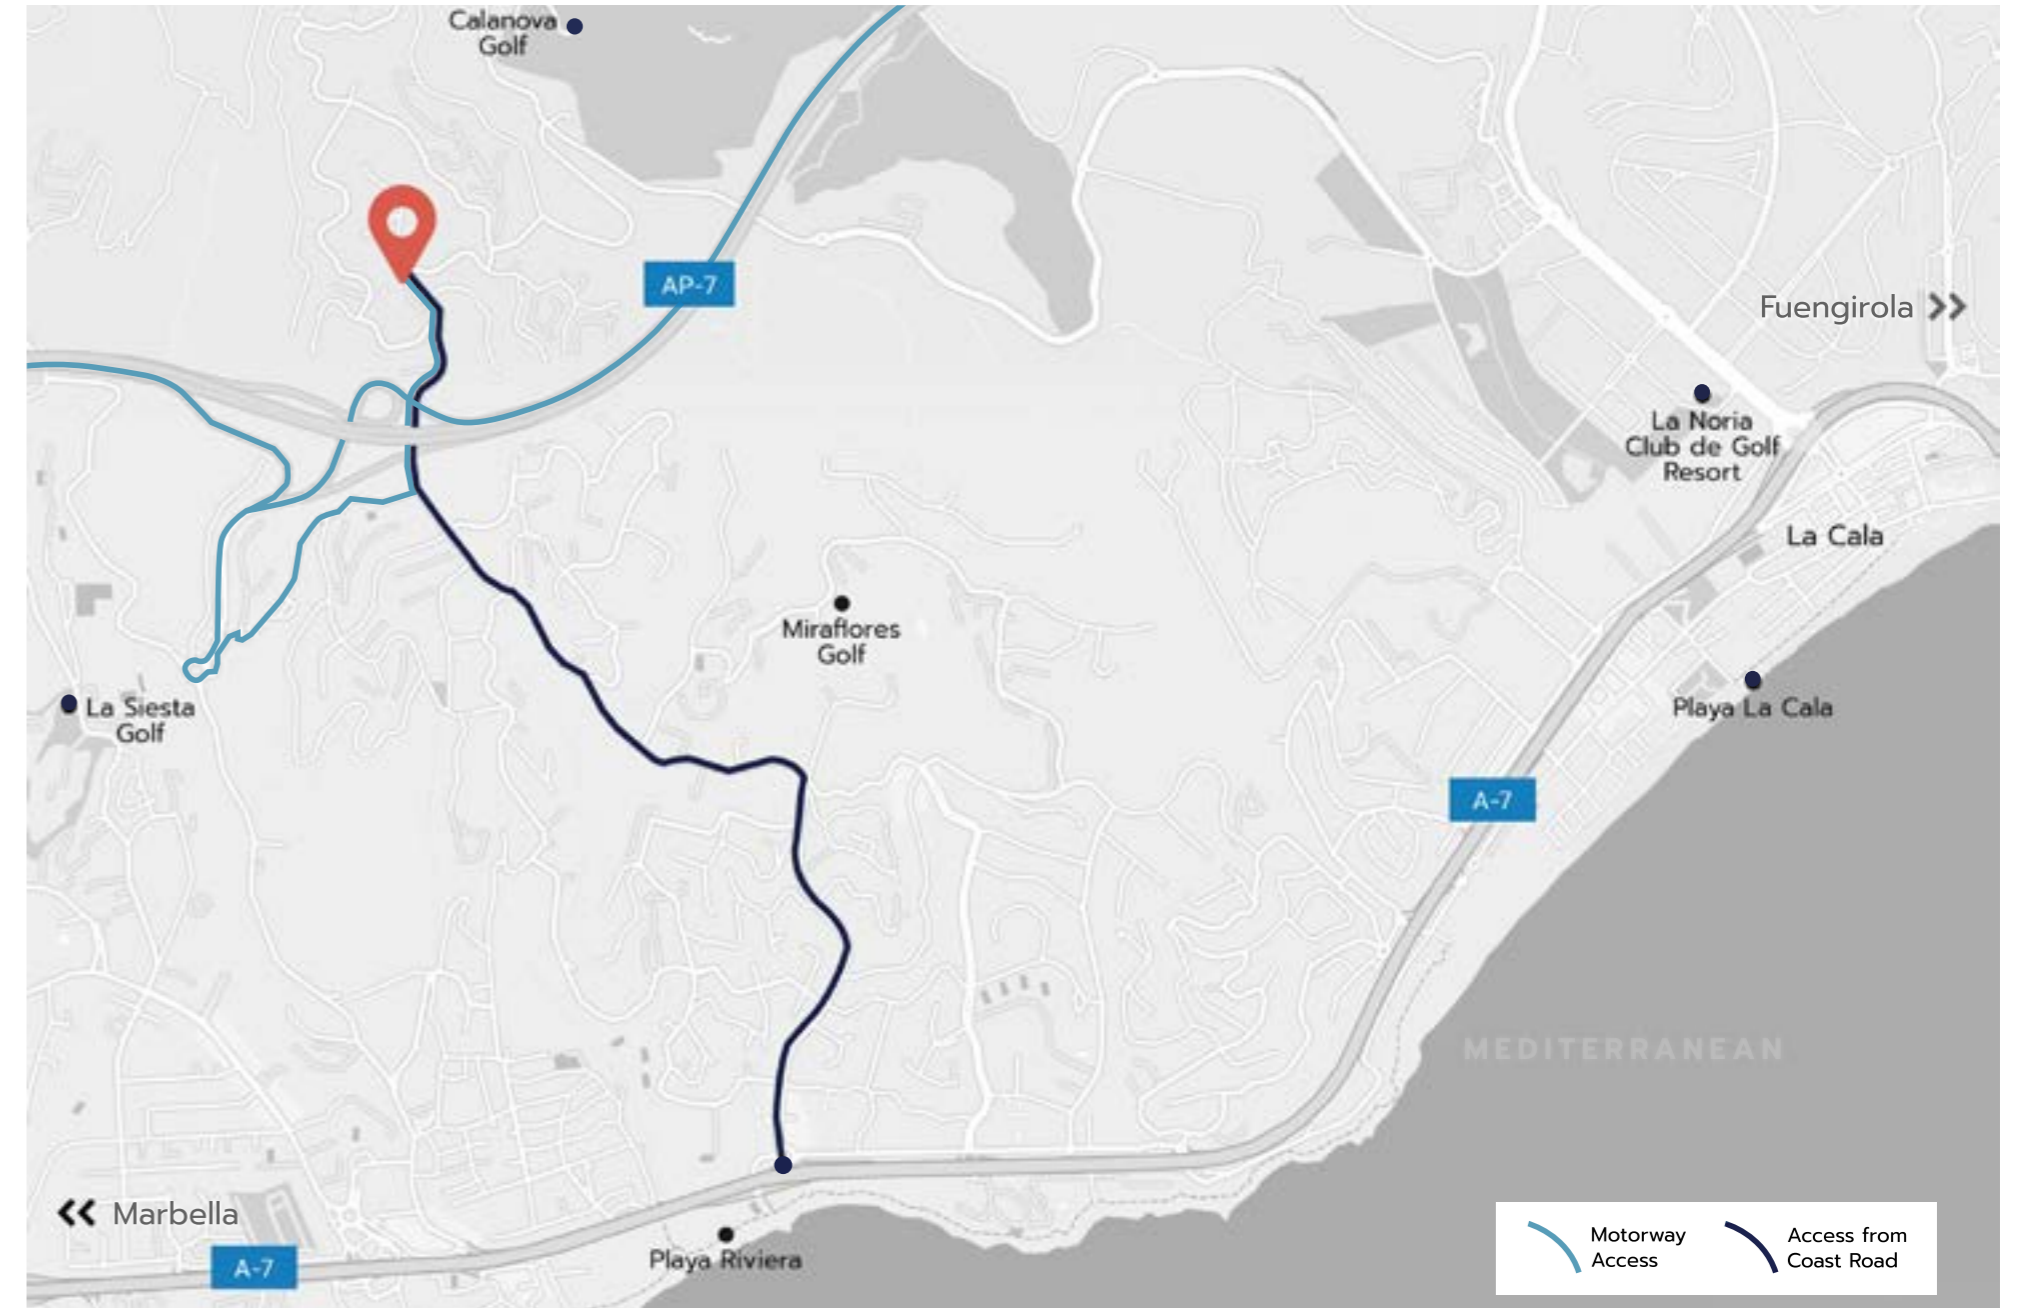 Calanova
Golf
AP-7
Fuengirola
La Noria
Club de Golf
Resort
La Cala
Miraflores
Golf
Playa La Cala
La Siesta
Golf
A-7
MEDITERRANEAN
Marbella
A-7
Playa Riviera
Motorway
Access
Access from
Coast Road